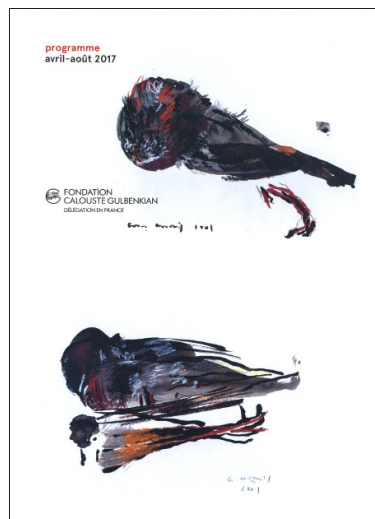 programme
avril-août 2017
FONDATION
CALOUSTE GULBENKIAN
DÉLÉGATION EN FRANCE